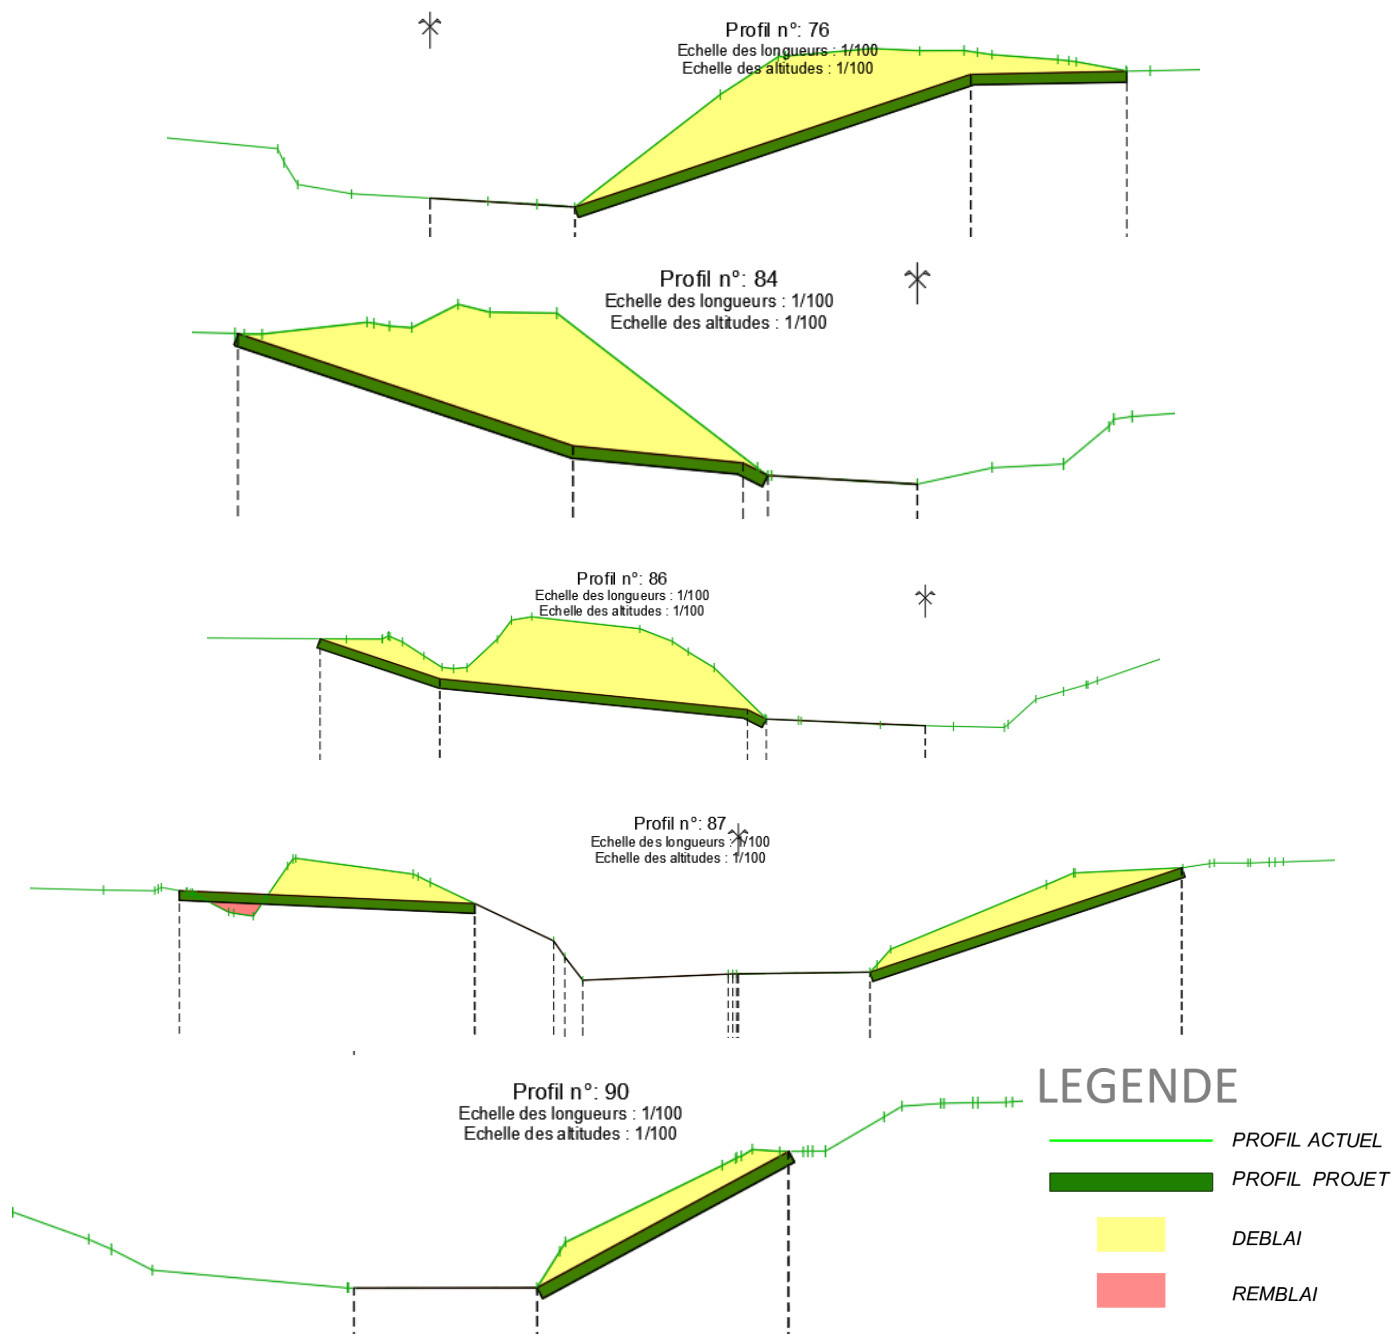 Profil n°: 76
Echelle des longueurs : 1/100
Echelle des altitudes : 1/100
Profil n°: 84
Echelle des longueurs : 1/100
Echelle des altitudes : 1/100
Profil n°: 86
Echelle des longueurs : 1/100
Echelle des altitudes : 1/100
Profil n°: 87
Echelle des longueurs : 1/100
Echelle des altitudes : 1/100
Profil n°: 90
Echelle des longueurs : 1/100
Echelle des altitudes : 1/100
LEGENDE
PROFIL ACTUEL
PROFIL PROJET
DEBLAI
REMBLAI